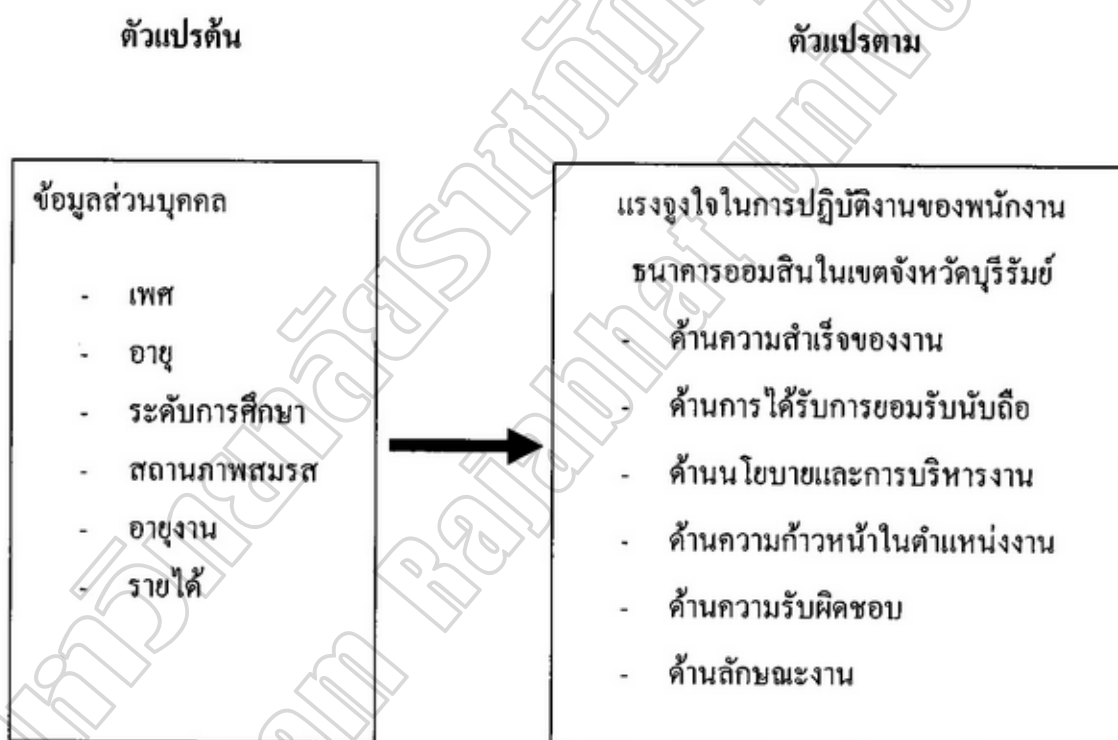 ตัวแปรต้น
ตัวแปรตาม
ข้อมูลส่วนบุคคล
- เพศ
- อายุ
- ระดับการศึกษา
- สถานภาพสมรส
- อายุงาน
- รายได้
แรงจูงใจในการปฏิบัติงานของพนักงาน
ธนาคารออมสินในเขตจังหวัดบุรีรัมย์
- ด้านความสำเร็จของงาน
- ด้านการได้รับการยอมรับนับถือ
- ด้านนโยบายและการบริหารงาน
- ด้านความก้าวหน้าในตำแหน่งงาน
- ด้านความรับผิดชอบ
- ด้านลักษณะงาน
Rajabhat